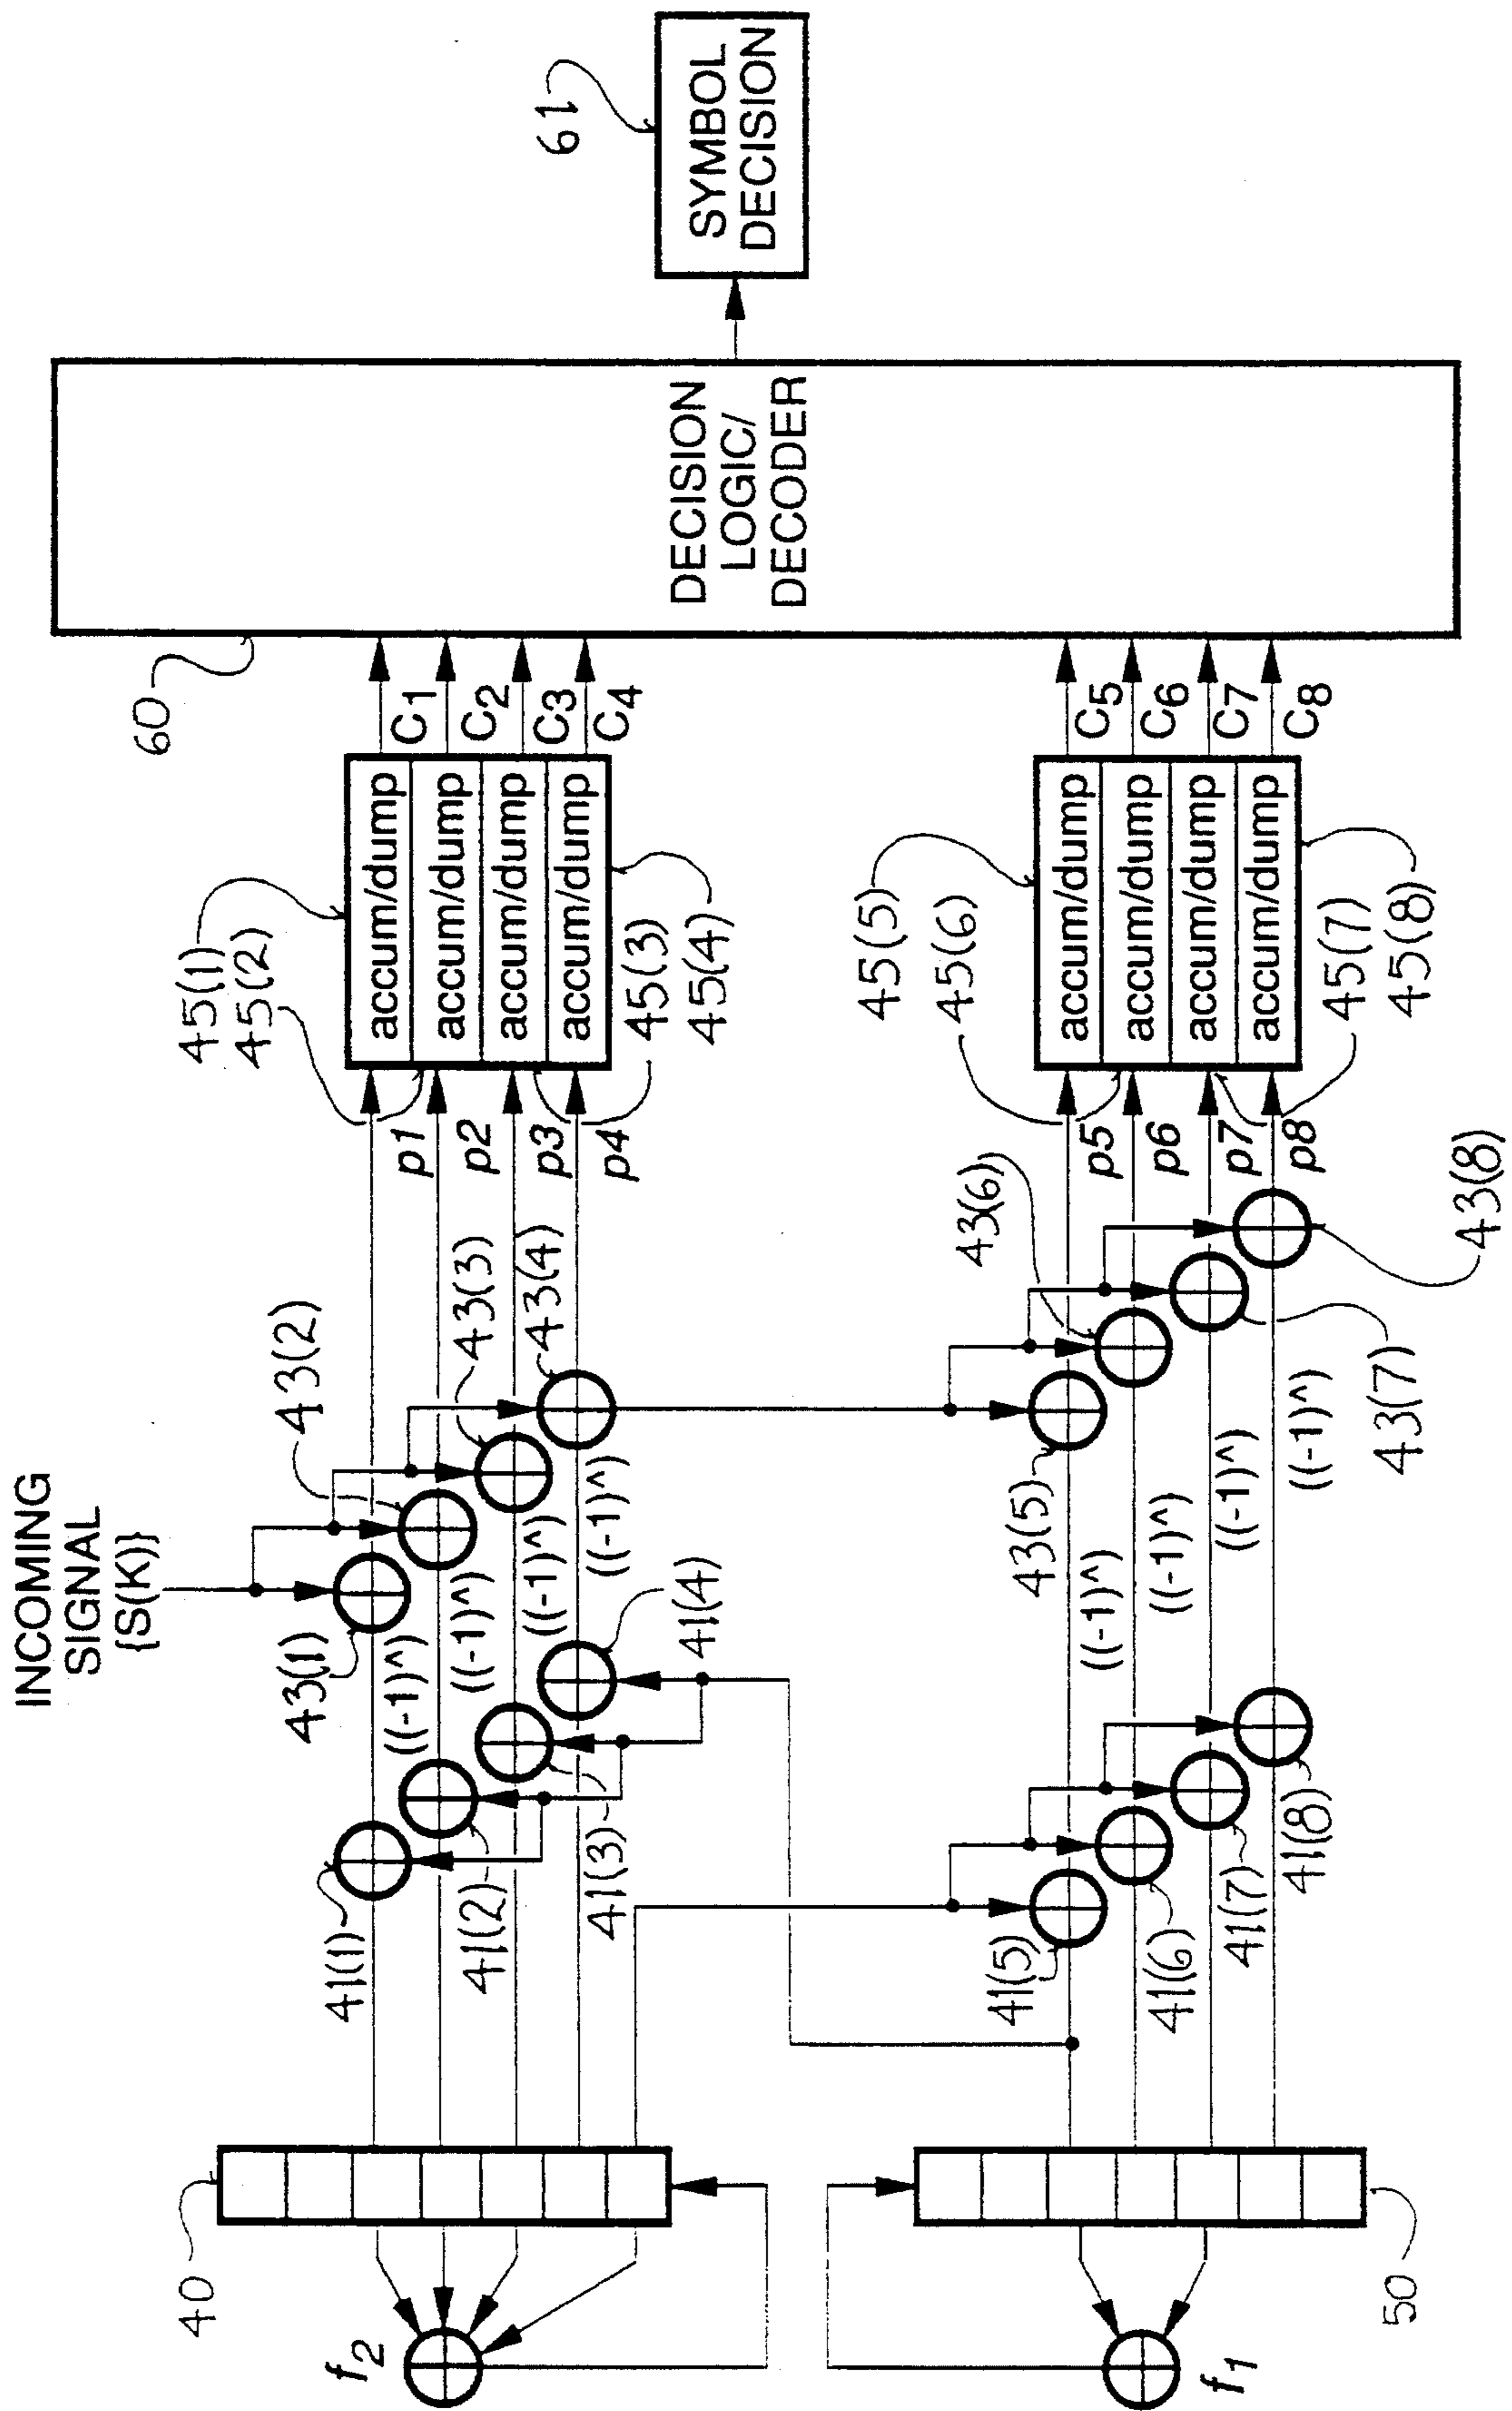 INCOMING
SIGNAL
{S(K)}
43(1)
43(2)
43(3)
43(4)
41(1)
41(2)
41(3)
41(4)
((-1)^)
((-1)^)
((-1)^)
((-1)^)
40
f2
p1
p2
p3
p4
45(1)
45(2)
45(3)
45(4)
accum/dump
accum/dump
accum/dump
accum/dump
C1
C2
C3
C4
60
DECISION
LOGIC/
DECODER
61
SYMBOL
DECISION
50
f1
41(5)
41(6)
41(7)
41(8)
((-1)^)
((-1)^)
((-1)^)
((-1)^)
43(5)
43(6)
43(7)
43(8)
p5
p6
p7
p8
45(5)
45(6)
45(7)
45(8)
accum/dump
accum/dump
accum/dump
accum/dump
C5
C6
C7
C8